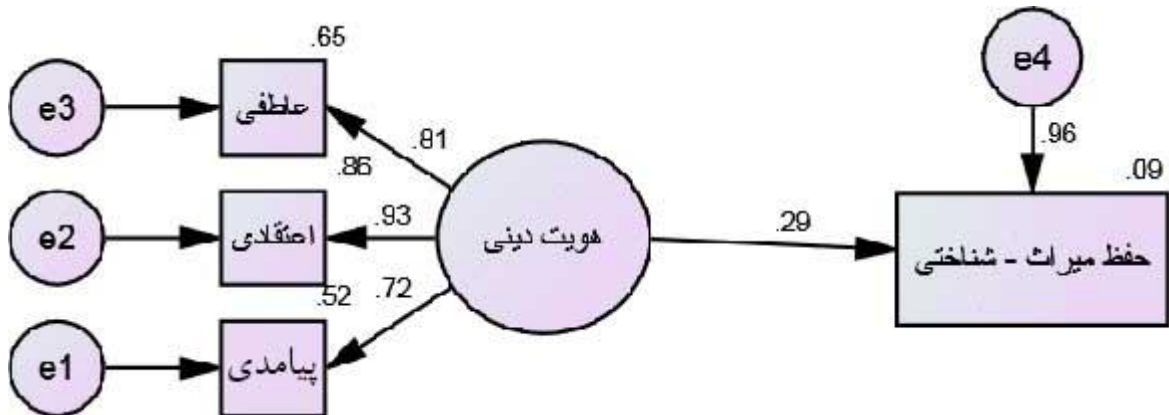 .65
e3
عاطفی
.81
.86
e2
اعتقادی
.93
.52
e1
پیامدی
.72
هویت دینی
.29
e4
.96
.09
حفظ میراث - شناختی